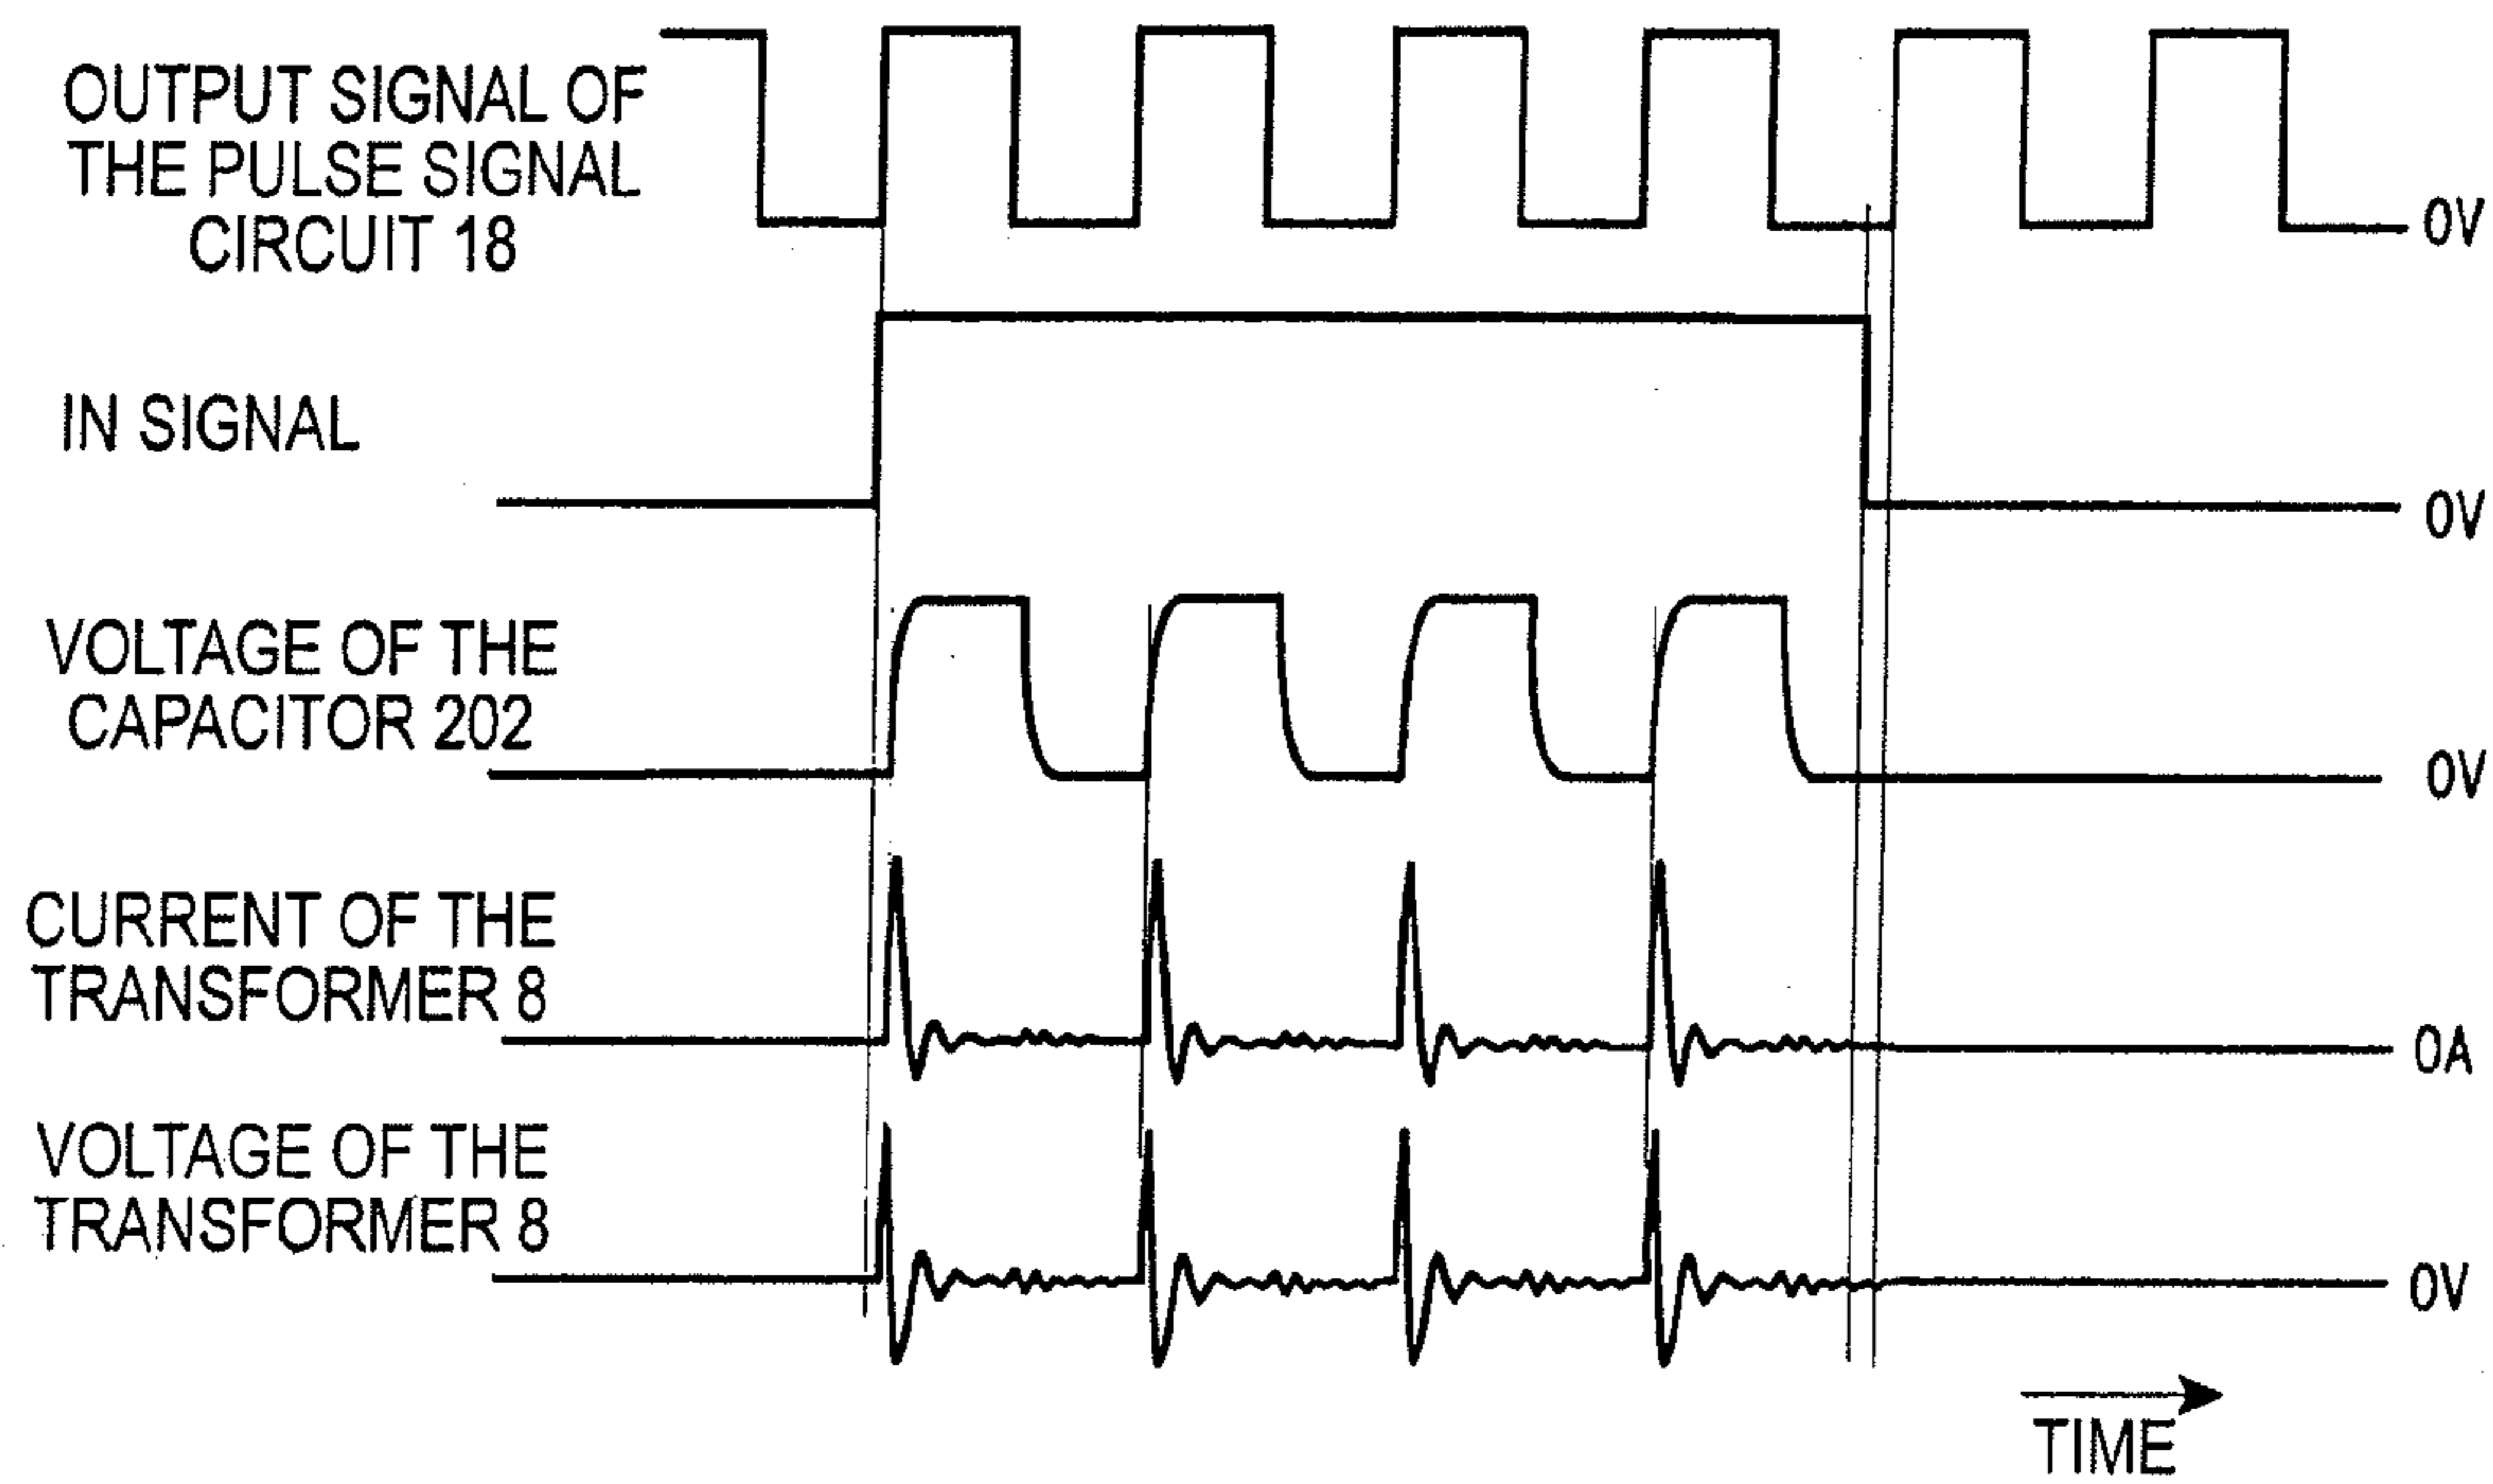 OUTPUT SIGNAL OF
THE PULSE SIGNAL
CIRCUIT 18
0V
IN SIGNAL
0V
VOLTAGE OF THE
CAPACITOR 202
0V
CURRENT OF THE
TRANSFORMER 8
0A
VOLTAGE OF THE
TRANSFORMER 8
0V
TIME